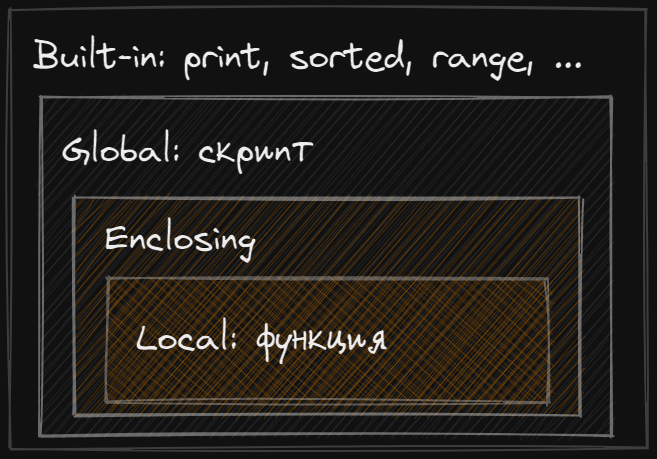 Built-in: print, sorted, range, ...
Global: скрипт
Enclosing
Local: функция